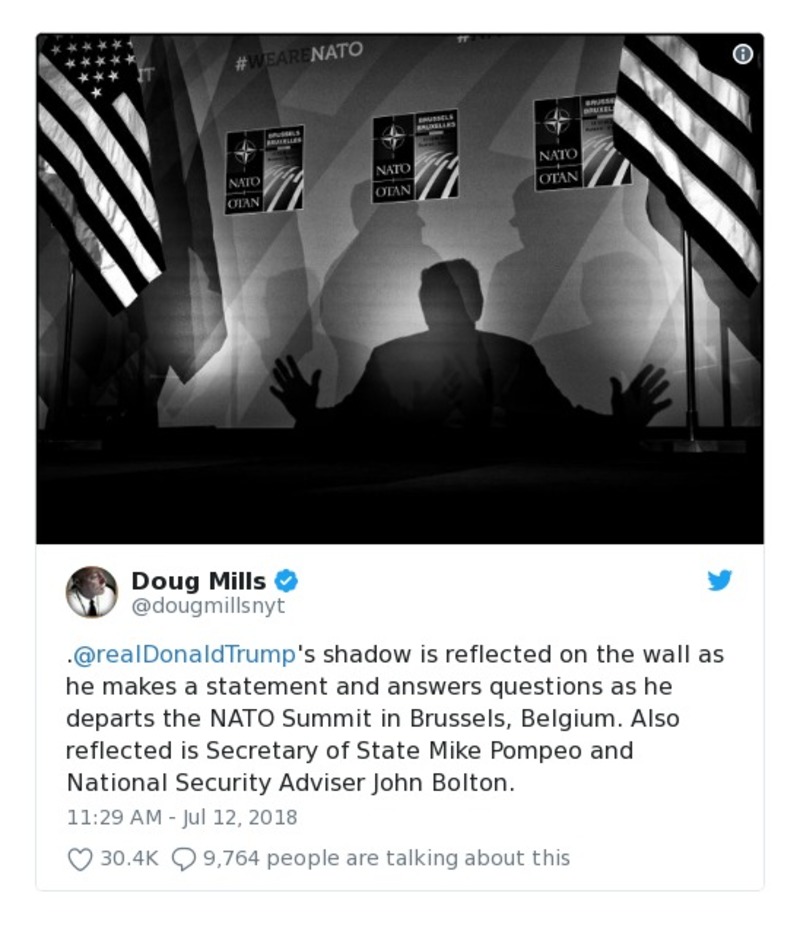 #WEARENATO
BRUSSELS
BRUXELLES
NATO
OTAN
BRUSSELS
BRUXELLES
NATO
OTAN
NATO
OTAN
Doug Mills
@dougmillsnyt
.@realDonaldTrump's shadow is reflected on the wall as
he makes a statement and answers questions as he
departs the NATO Summit in Brussels, Belgium. Also
reflected is Secretary of State Mike Pompeo and
National Security Adviser John Bolton.
11:29 AM - Jul 12, 2018
30.4K 9,764 people are talking about this